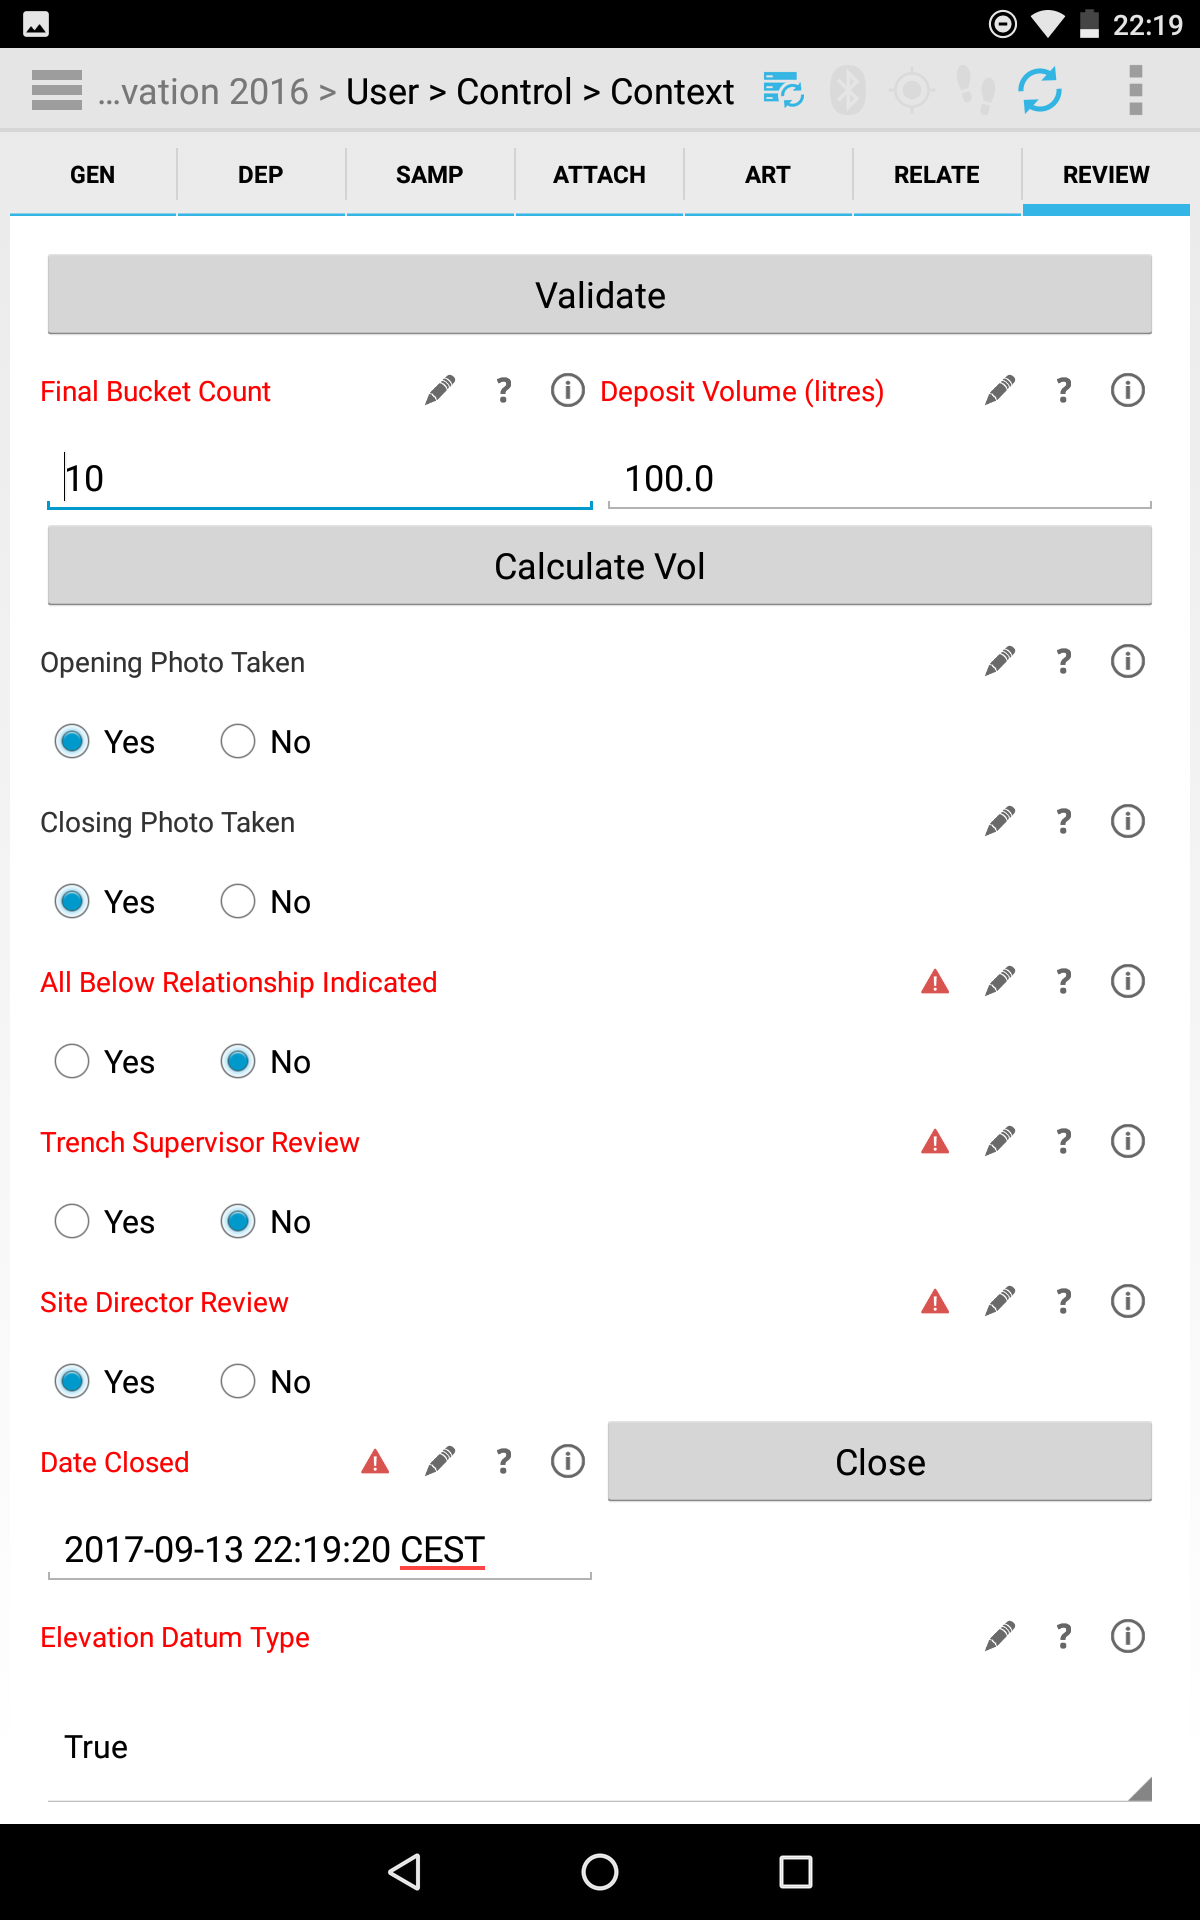 22:19
...vation 2016 > User > Control > Context
GEN DEP SAMP ATTACH ART RELATE REVIEW
Validate
Final Bucket Count ? Deposit Volume (litres) ?
10 100.0
Calculate Vol
Opening Photo Taken ?
Yes No
Closing Photo Taken ?
Yes No
All Below Relationship Indicated ?
Yes No
Trench Supervisor Review ?
Yes No
Site Director Review ?
Yes No
Date Closed ? Close
2017-09-13 22:19:20 CEST
Elevation Datum Type ?
True